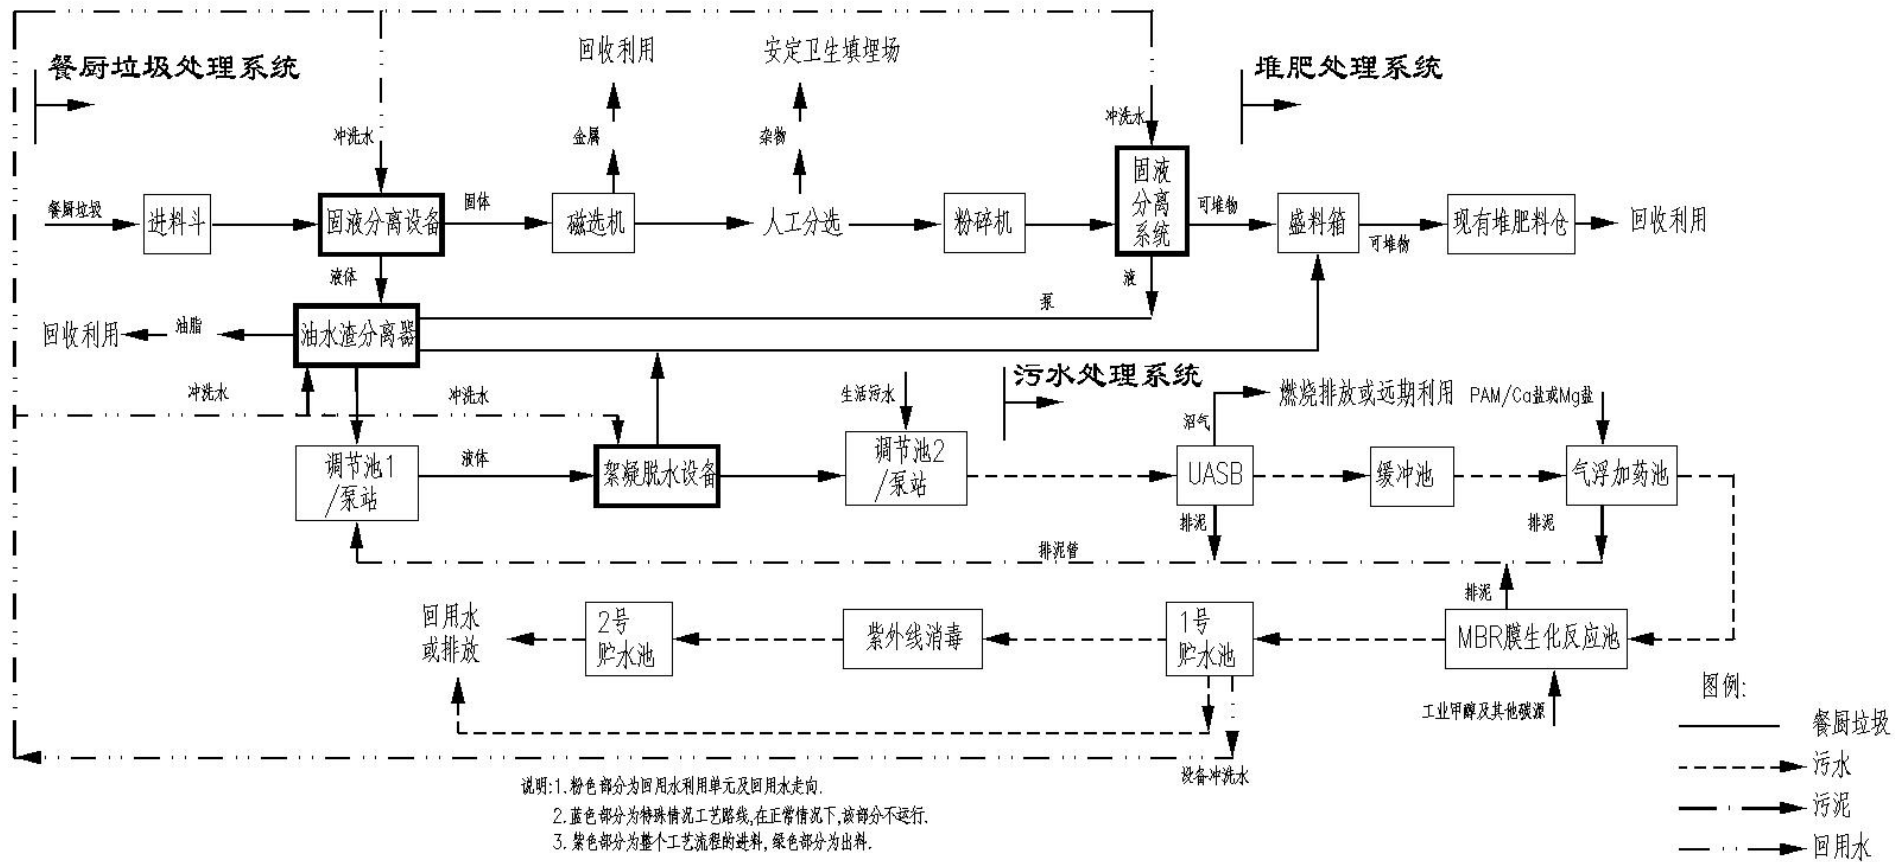 餐厨垃圾处理系统
回收利用
安定卫生填埋场
堆肥处理系统
冲洗水
金属
杂物
冲洗水
餐厨垃圾
进料斗
固液分离设备
固体
磁选机
人工分选
粉碎机
固液
分离
系统
可堆物
盛料箱
可堆物
现有堆肥料仓
回收利用
液体
液
泵
回收利用
油脂
油水渣分离器
冲洗水
冲洗水
生活污水
污水处理系统
沼气
燃烧排放或远期利用
PAM/Ca盐或Mg盐
调节池1
/泵站
液体
絮凝脱水设备
调节池2
/泵站
UASB
缓冲池
气浮加药池
排泥
排泥
排泥管
排泥
回用水
或排放
2号
贮水池
紫外线消毒
1号
贮水池
MBR膜生化反应池
工业甲醇及其他碳源
设备冲洗水
图例:
餐厨垃圾
污水
污泥
回用水
说明:1.粉色部分为回用水利用单元及回用水走向.
2.蓝色部分为特殊情况工艺路线,在正常情况下,该部分不运行.
3.紫色部分为整个工艺流程的进料,绿色部分为出料.